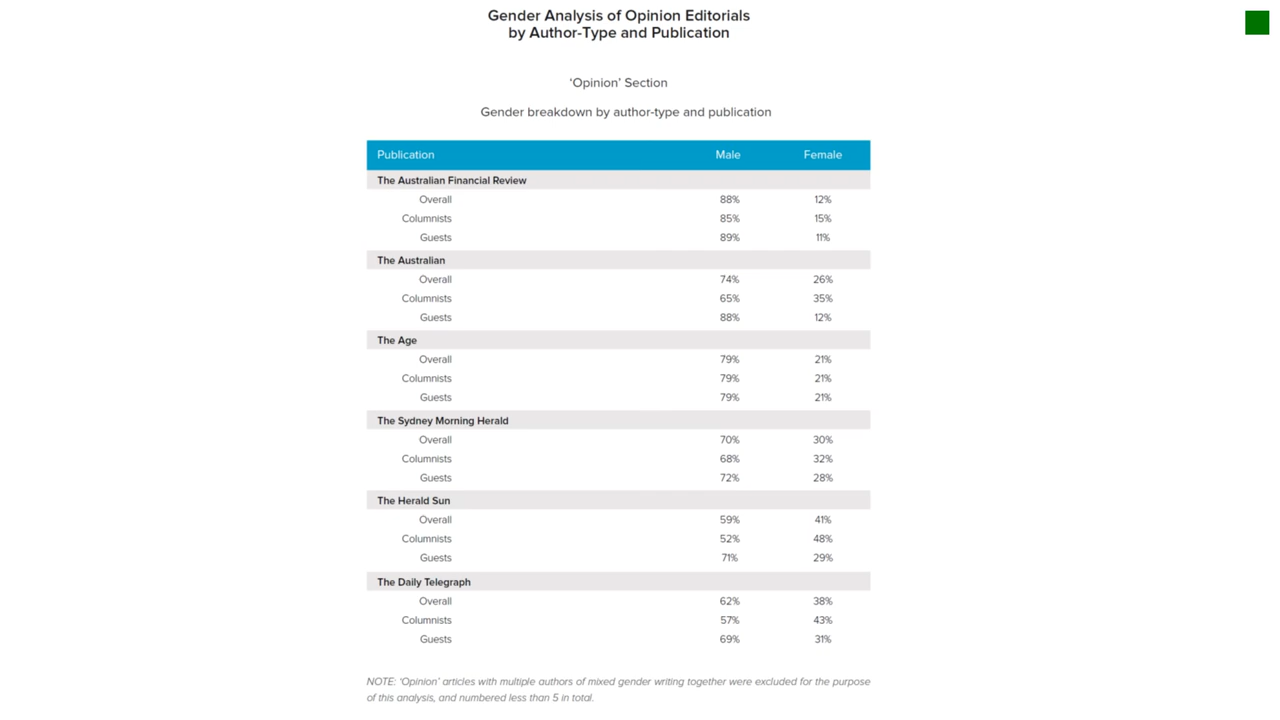 Gender Analysis of Opinion Editorials
by Author-Type and Publication
‘Opinion’ Section
Gender breakdown by author-type and publication
Publication Male Female
The Australian Financial Review
Overall 88% 12%
Columnists 85% 15%
Guests 89% 11%
The Australian
Overall 74% 26%
Columnists 65% 35%
Guests 88% 12%
The Age
Overall 79% 21%
Columnists 79% 21%
Guests 79% 21%
The Sydney Morning Herald
Overall 70% 30%
Columnists 68% 32%
Guests 72% 28%
The Herald Sun
Overall 59% 41%
Columnists 52% 48%
Guests 71% 29%
The Daily Telegraph
Overall 62% 38%
Columnists 57% 43%
Guests 69% 31%
NOTE: ‘Opinion’ articles with multiple authors of mixed gender writing together were excluded for the purpose
of this analysis, and numbered less than 5 in total.